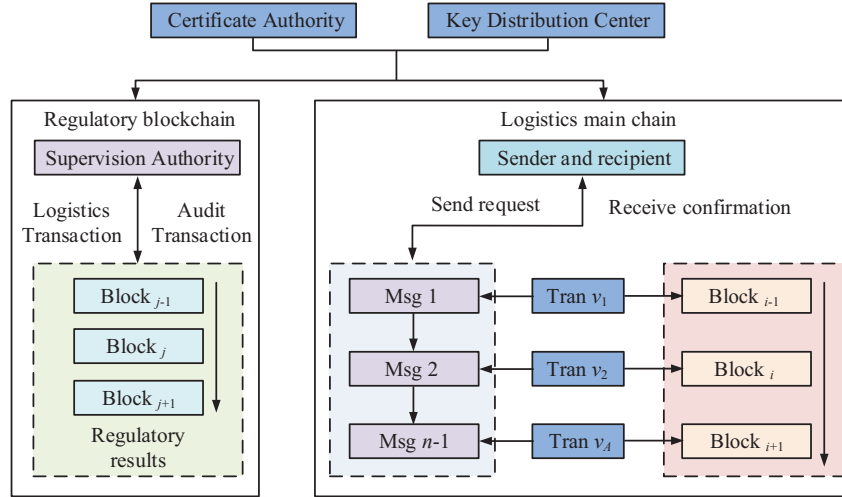 Certificate Authority
Key Distribution Center
Regulatory blockchain
Supervision Authority
Logistics
Transaction
Audit
Transaction
Block j-1
Block j
Block j+1
Regulatory
results
Logistics main chain
Sender and recipient
Send request
Receive confirmation
Msg 1
Tran v1
Block i-1
Msg 2
Tran v2
Block i
Msg n-1
Tran vA
Block i+1